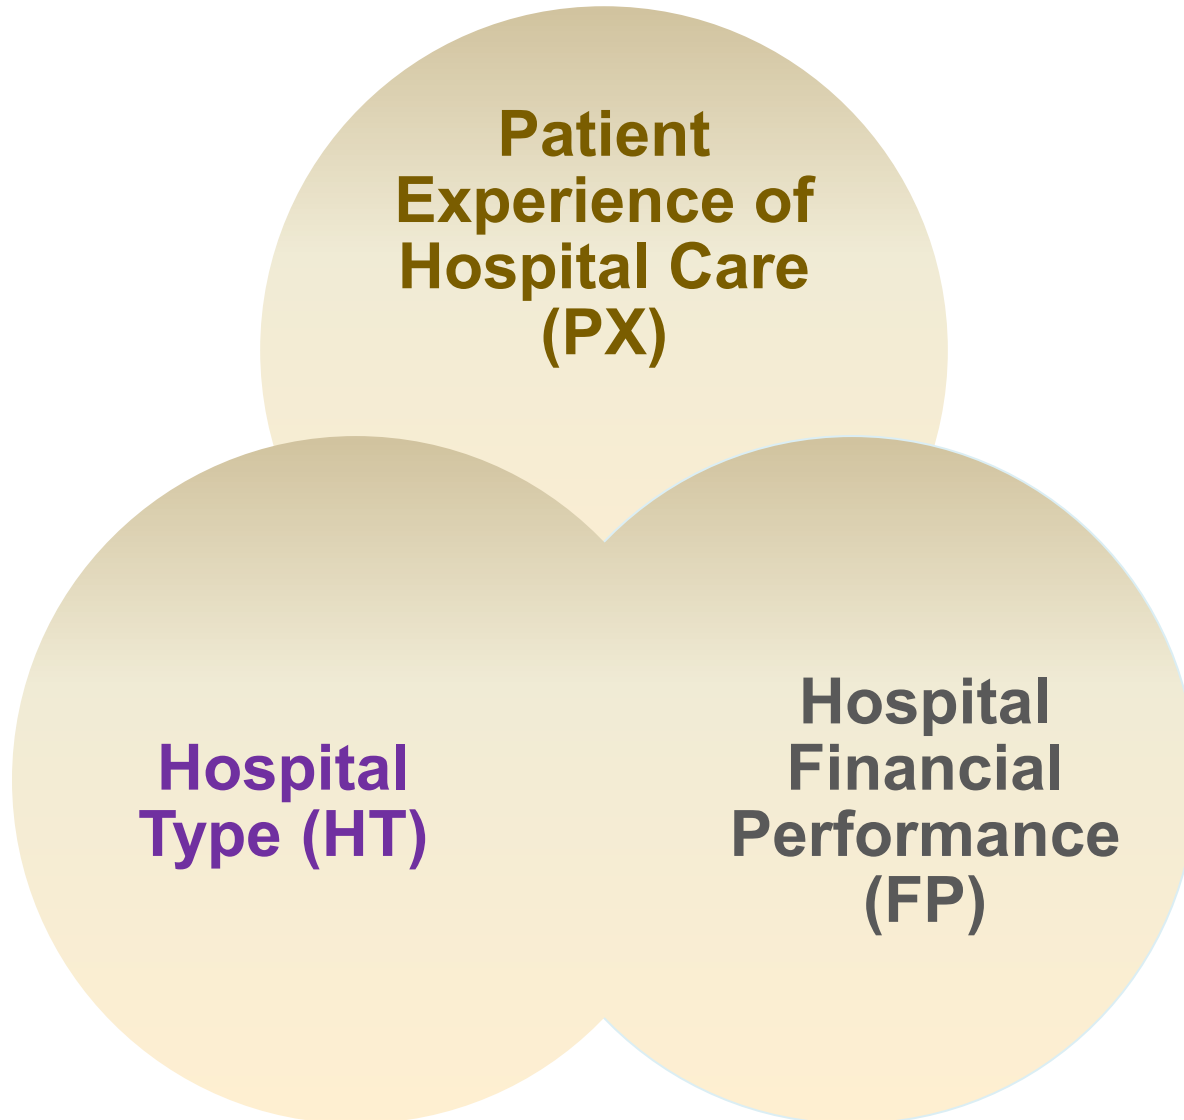 Patient
Experience of
Hospital Care
(PX)
Hospital
Type (HT)
Hospital
Financial
Performance
(FP)